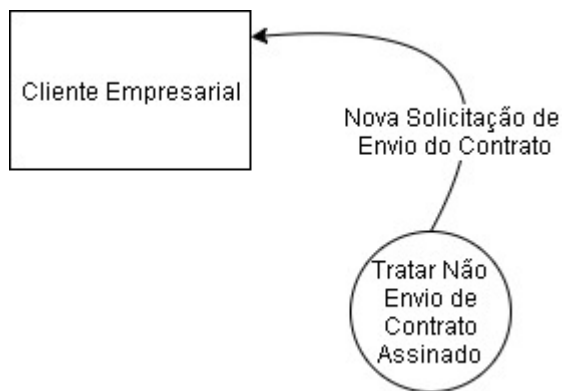 Cliente Empresarial
Nova Solicitação de
Envio do Contrato
Tratar Não
Envio de
Contrato
Assinado